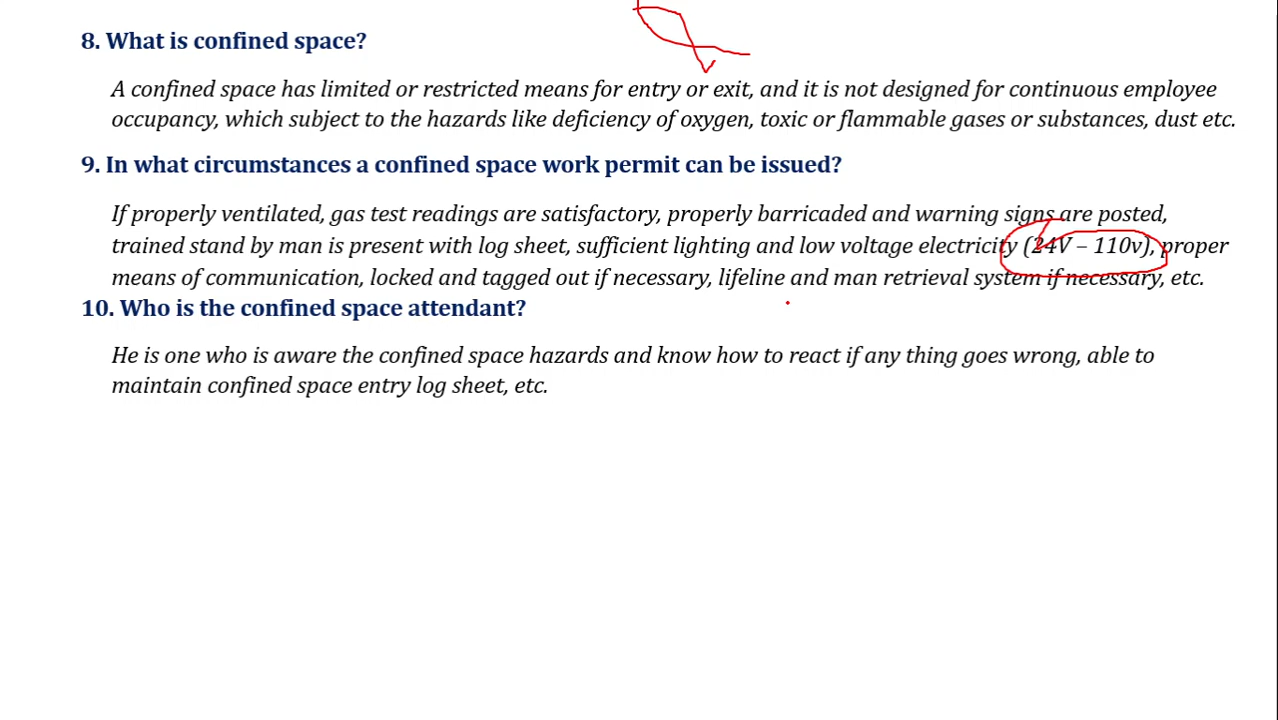 8. What is confined space?
A confined space has limited or restricted means for entry or exit, and it is not designed for continuous employee
occupancy, which subject to the hazards like deficiency of oxygen, toxic or flammable gases or substances, dust etc.
9. In what circumstances a confined space work permit can be issued?
If properly ventilated, gas test readings are satisfactory, properly barricaded and warning signs are posted,
trained stand by man is present with log sheet, sufficient lighting and low voltage electricity (24V – 110v), proper
means of communication, locked and tagged out if necessary, lifeline and man retrieval system if necessary, etc.
10. Who is the confined space attendant?
He is one who is aware the confined space hazards and know how to react if any thing goes wrong, able to
maintain confined space entry log sheet, etc.